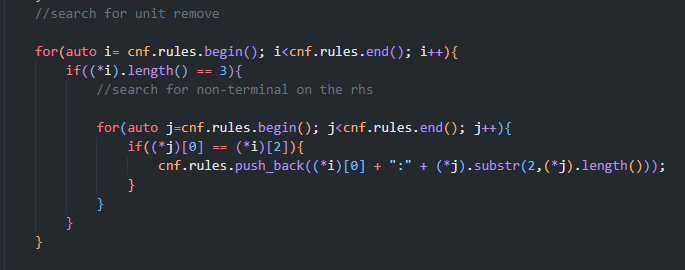 //search for unit remove
for(auto i= cnf.rules.begin(); i<cnf.rules.end(); i++){
if((*i).length() == 3){
//search for non-terminal on the rhs
for(auto j=cnf.rules.begin(); j<cnf.rules.end(); j++){
if((*j)[0] == (*i)[2]){
cnf.rules.push_back((*i)[0] + ":" + (*j).substr(2,(*j).length()));
}
}
}
}